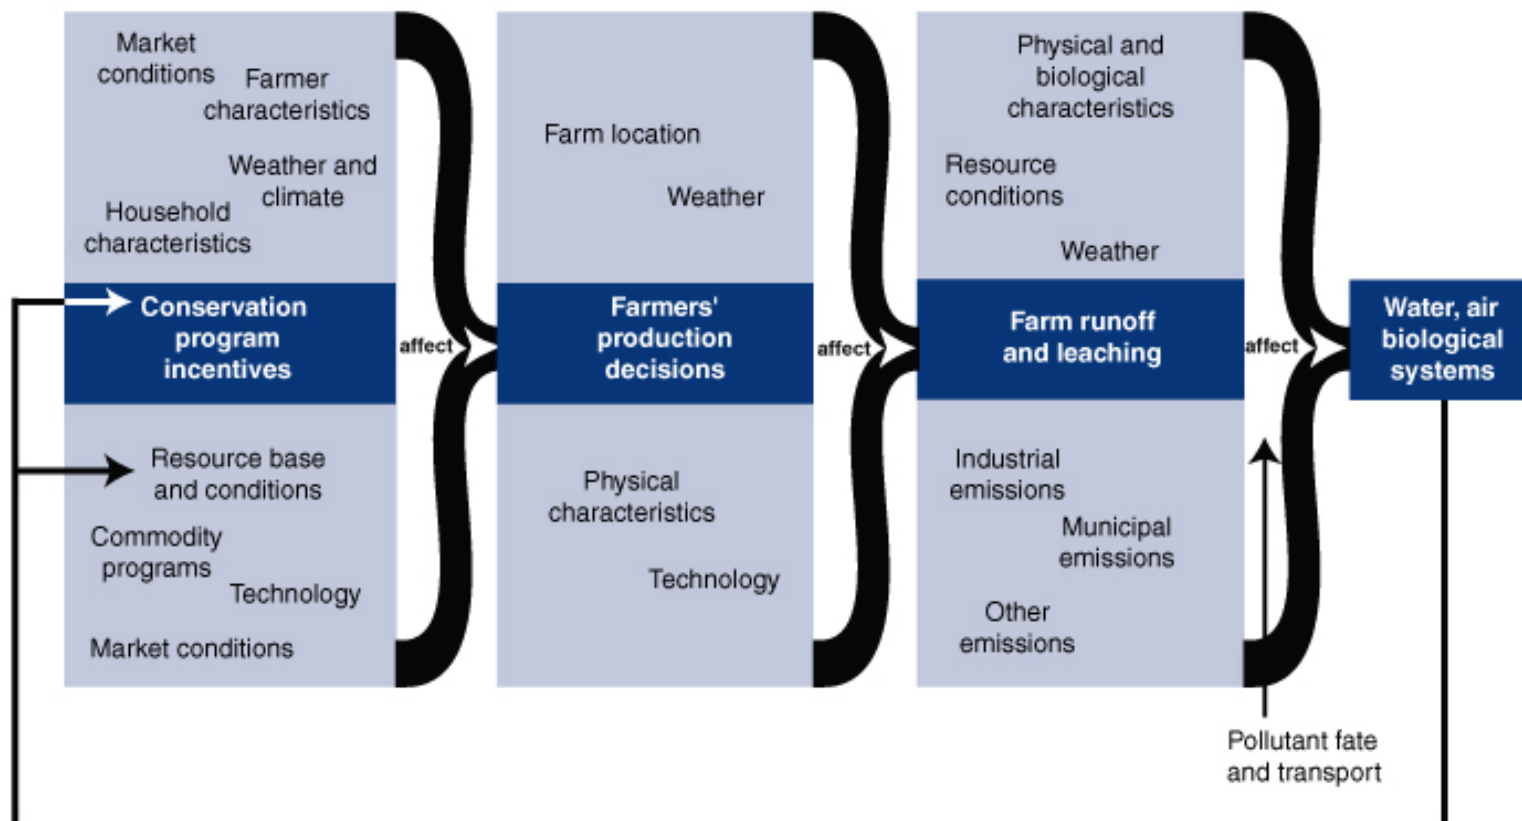 Market
conditions
Farmer
characteristics
Weather and
climate
Household
characteristics
Conservation
program
incentives
Resource base
and conditions
Commodity
programs
Technology
Market conditions
affect
Farm location
Weather
Farmers'
production
decisions
Physical
characteristics
Technology
affect
Physical and
biological
characteristics
Resource
conditions
Weather
Farm runoff
and leaching
Industrial
emissions
Municipal
emissions
Other
emissions
affect
Pollutant fate
and transport
Water, air
biological
systems